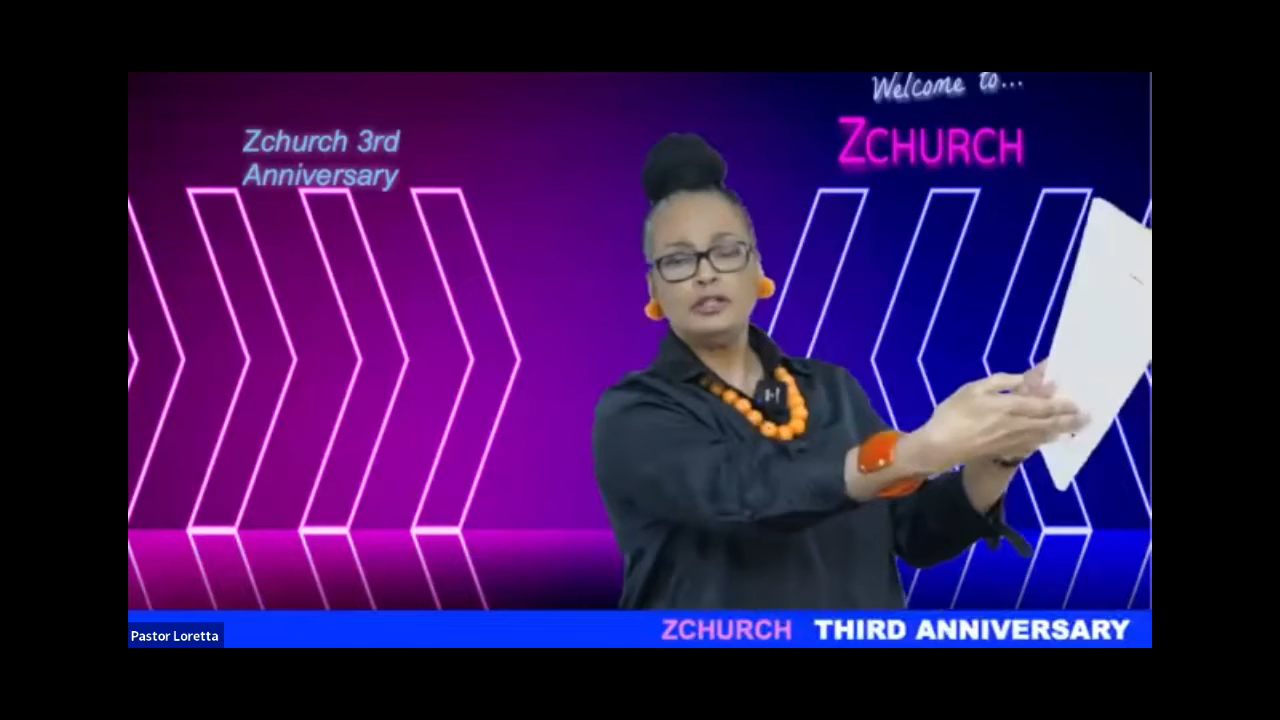 Welcome to...
ZCHURCH
Zchurch 3rd
Anniversary
Pastor Loretta
ZCHURCH THIRD ANNIVERSARY